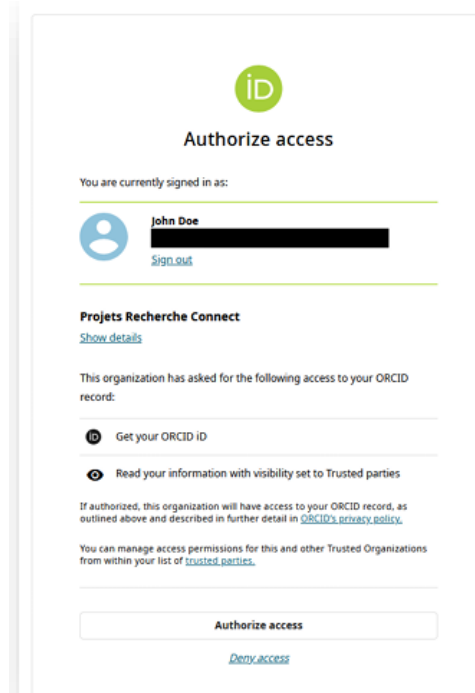 iD
Authorize access
You are currently signed in as:
John Doe
Sign out
Projets Recherche Connect
Show details
This organization has asked for the following access to your ORCID
record:
iD Get your ORCID iD
Read your information with visibility set to Trusted parties
If authorized, this organization will have access to your ORCID record, as
outlined above and described in further detail in ORCID's privacy policy.
You can manage access permissions for this and other Trusted Organizations
from within your list of trusted parties.
Authorize access
Deny access